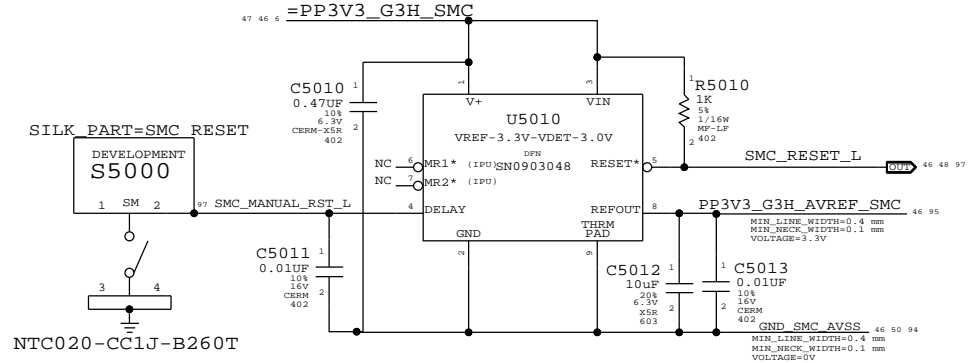 47 46 6 =PP3V3_G3H_SMC
C5010 1
0.47UF
10%
6.3V
CERM-X5R
402
2
1
V+
3
VIN
U5010
VREF-3.3V-VDET-3.0V
DFN
SN0903048
NC 6 MR1* (IPU)
NC 7 MR2* (IPU)
RESET* 5
4 DELAY
REFOUT 8
GND
2
THRM
PAD
9
1 R5010
1K
5%
1/16W
MF-LF
402
2
SMC_RESET_L
OUT 46 48 97
SILK_PART=SMC_RESET
DEVELOPMENT
S5000
1 SM 2
3 4
NTC020-CC1J-B260T
97 SMC_MANUAL_RST_L
C5011 1
0.01UF
10%
16V
CERM
402
2
PP3V3_G3H_AVREF_SMC 46 95
MIN_LINE_WIDTH=0.4 mm
MIN_NECK_WIDTH=0.1 mm
VOLTAGE=3.3V
C5012 1
10uF
20%
6.3V
X5R
603
2
1 C5013
0.01UF
10%
16V
CERM
402
2
GND_SMC_AVSS 46 50 94
MIN_LINE_WIDTH=0.4 mm
MIN_NECK_WIDTH=0.1 mm
VOLTAGE=0V